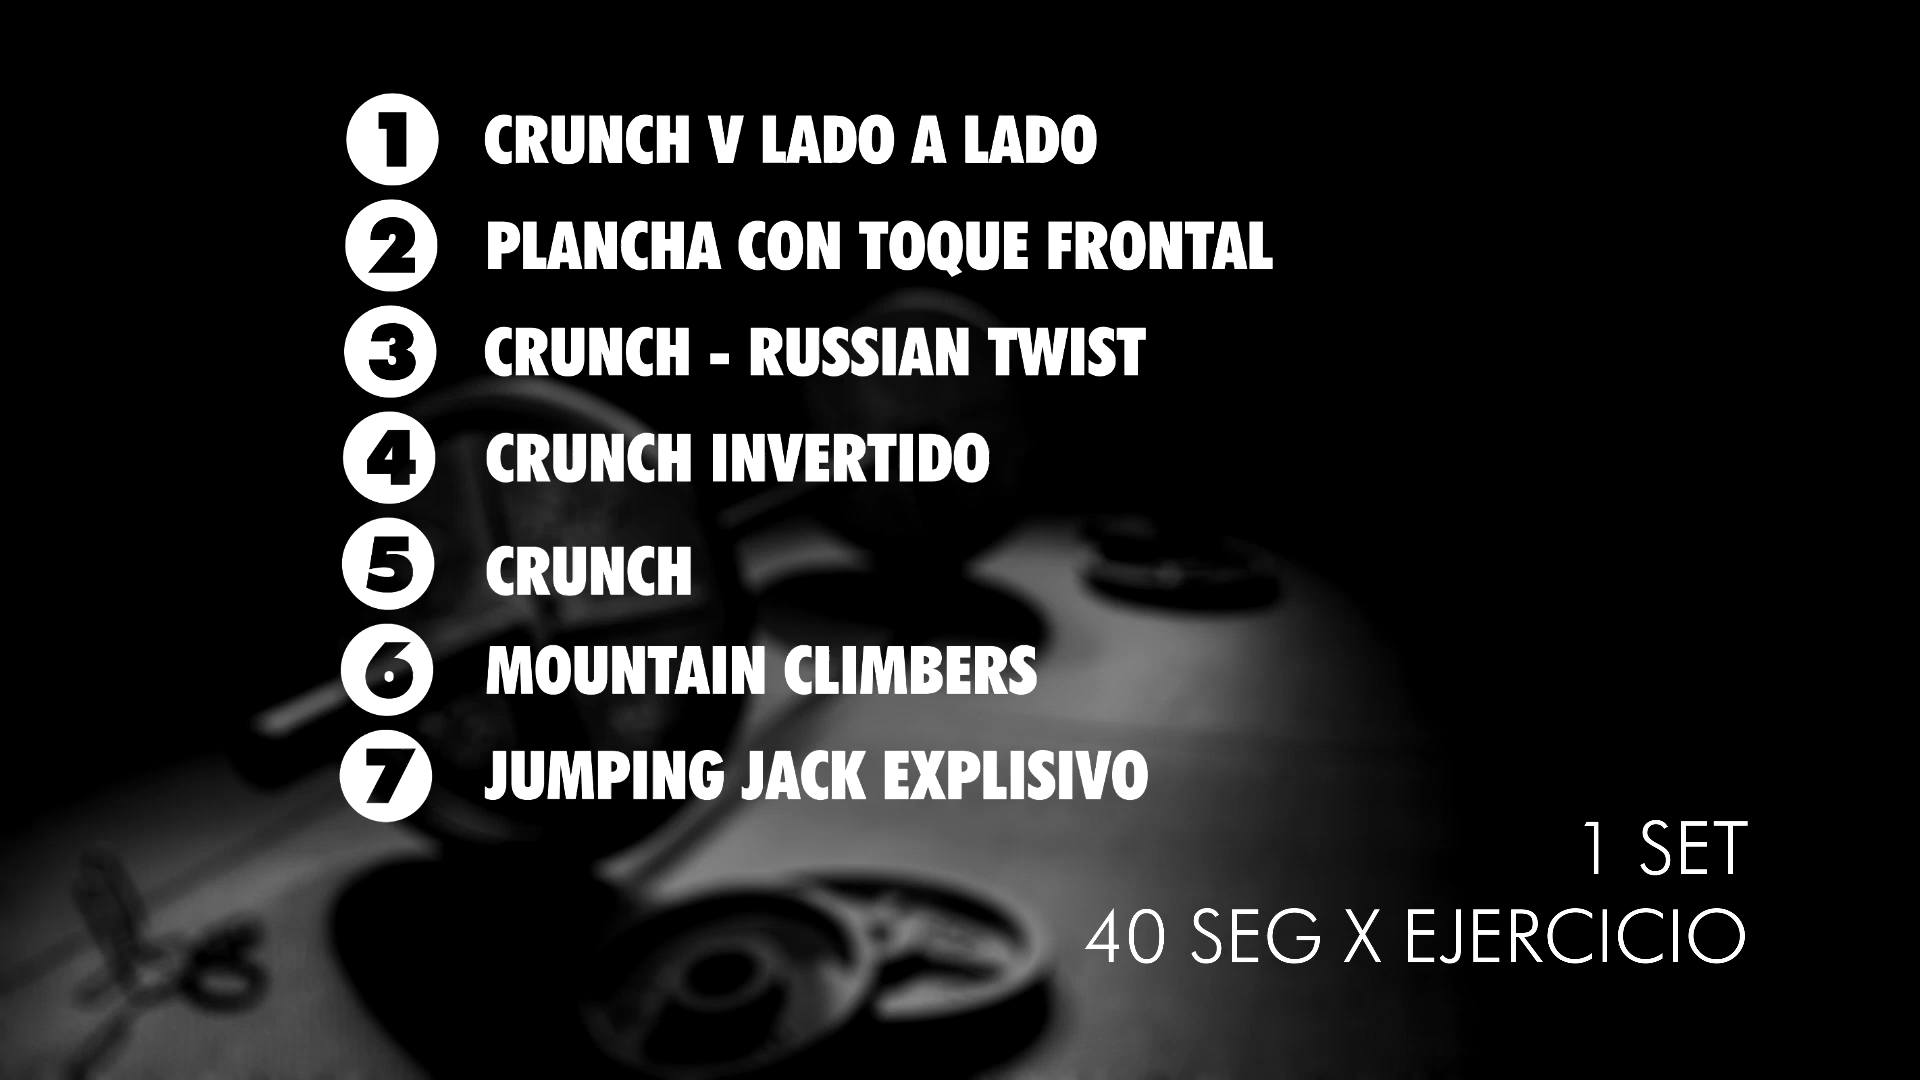 1 CRUNCH V LADO A LADO
2 PLANCHA CON TOQUE FRONTAL
3 CRUNCH - RUSSIAN TWIST
4 CRUNCH INVERTIDO
5 CRUNCH
6 MOUNTAIN CLIMBERS
7 JUMPING JACK EXPLISIVO
1 SET
40 SEG X EJERCICIO